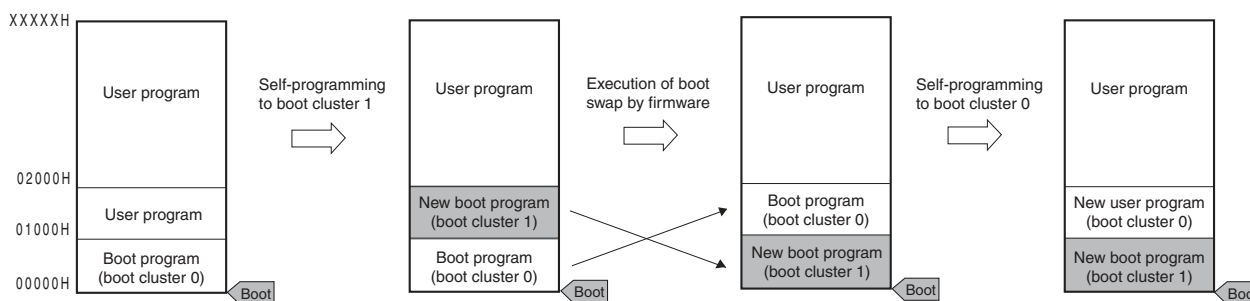 XXXXXH
User program
02000H
User program
01000H
Boot program
(boot cluster 0)
00000H
Boot
Self-programming
to boot cluster 1
User program
New boot program
(boot cluster 1)
Boot program
(boot cluster 0)
Boot
Execution of boot
swap by firmware
User program
Boot program
(boot cluster 0)
New boot program
(boot cluster 1)
Boot
Self-programming
to boot cluster 0
User program
New user program
(boot cluster 0)
New boot program
(boot cluster 1)
Boot